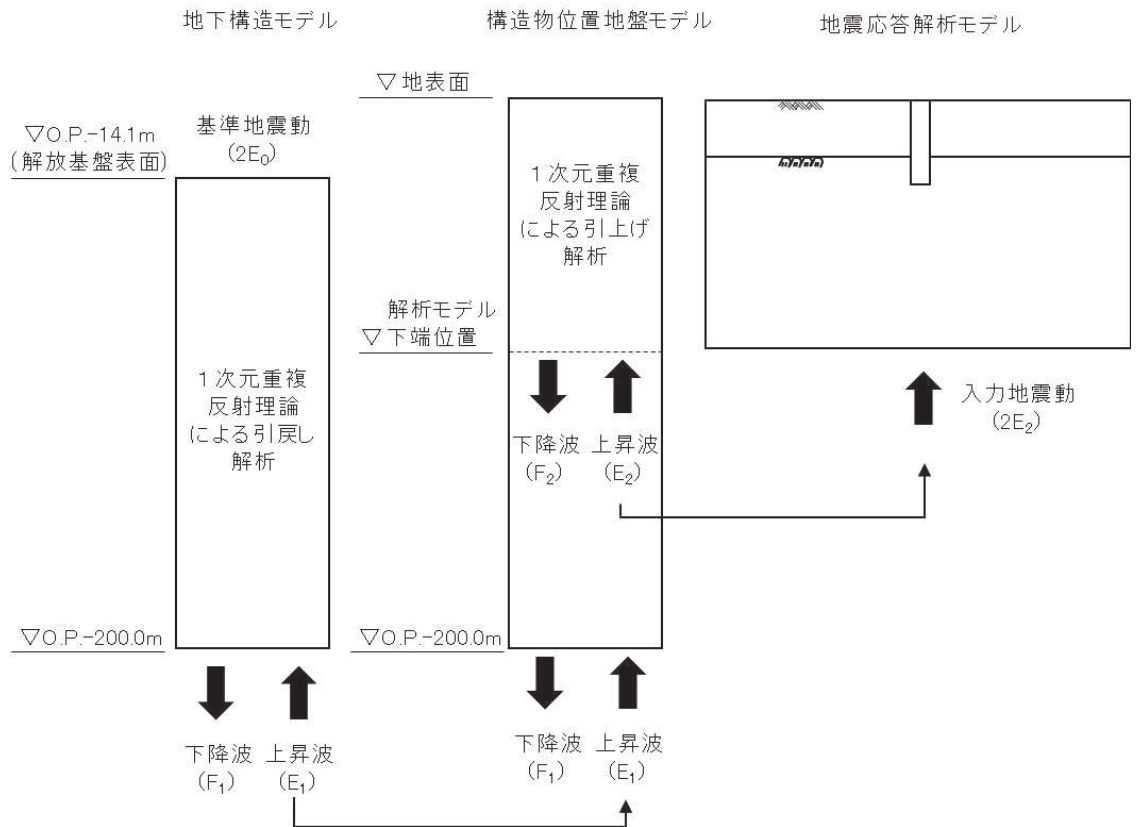 地下構造モデル
構造物位置地盤モデル
地震応答解析モデル
▽O.P.-14.1m
(解放基盤表面)
基準地震動
(2E₀)
1次元重複
反射理論
による引戻し
解析
▽O.P.-200.0m
下降波
(F₁)
上昇波
(E₁)
▽地表面
1次元重複
反射理論
による引上げ
解析
解析モデル
▽下端位置
下降波
(F₂)
上昇波
(E₂)
▽O.P.-200.0m
下降波
(F₁)
上昇波
(E₁)
入力地震動
(2E₂)